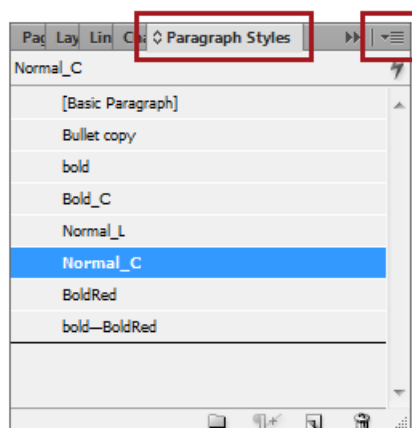 Pag Lay Lin Cha Paragraph Styles
Normal_C
[Basic Paragraph]
Bullet copy
bold
Bold_C
Normal_L
Normal_C
BoldRed
bold—BoldRed